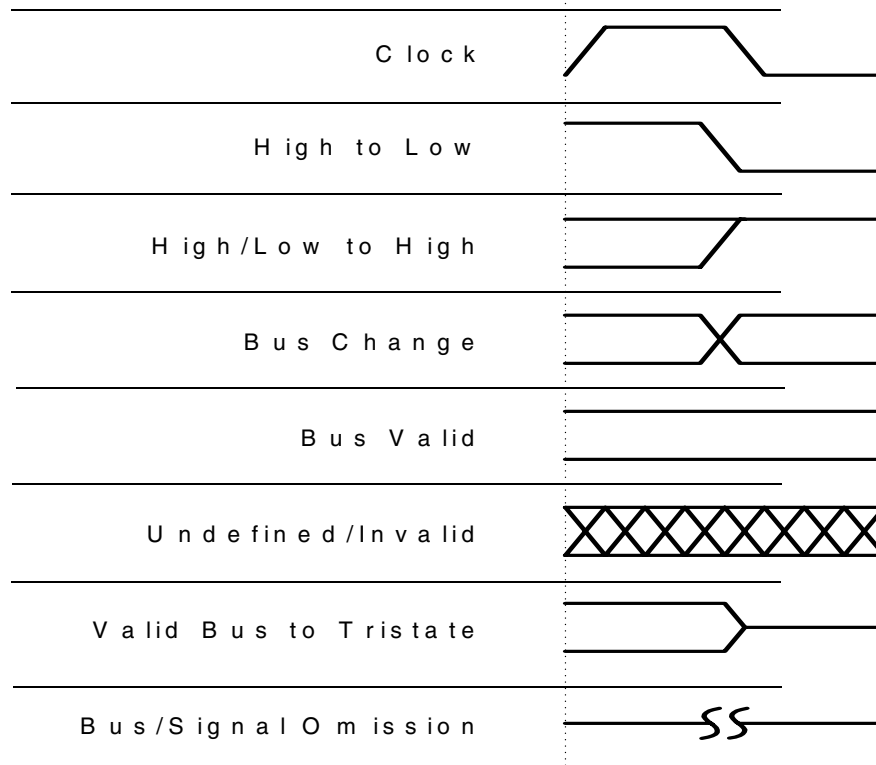 Clock
High to Low
High/Low to High
Bus Change
Bus Valid
Undefined/Invalid
Valid Bus to Tristate
Bus/Signal Omission